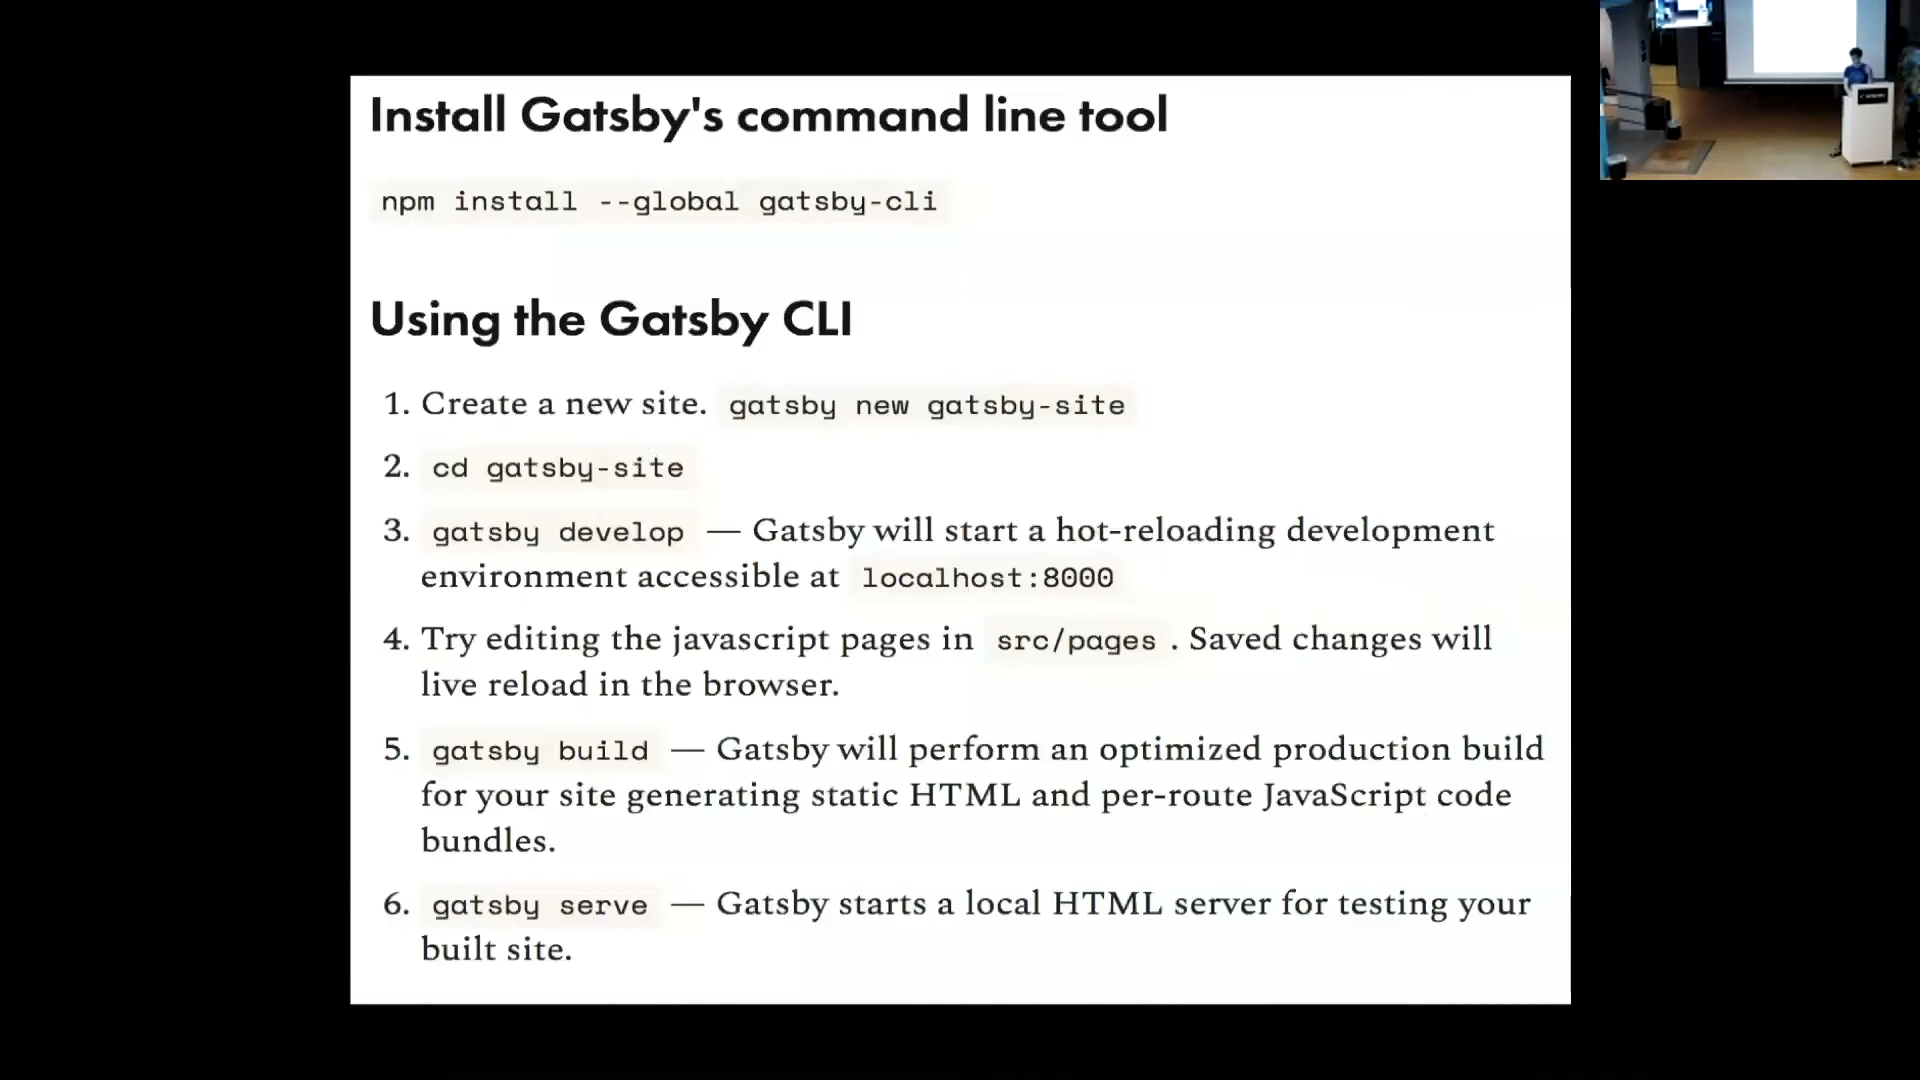 Install Gatsby's command line tool
npm install --global gatsby-cli
Using the Gatsby CLI
1. Create a new site. gatsby new gatsby-site
2. cd gatsby-site
3. gatsby develop — Gatsby will start a hot-reloading development
environment accessible at localhost:8000
4. Try editing the javascript pages in src/pages . Saved changes will
live reload in the browser.
5. gatsby build — Gatsby will perform an optimized production build
for your site generating static HTML and per-route JavaScript code
bundles.
6. gatsby serve — Gatsby starts a local HTML server for testing your
built site.